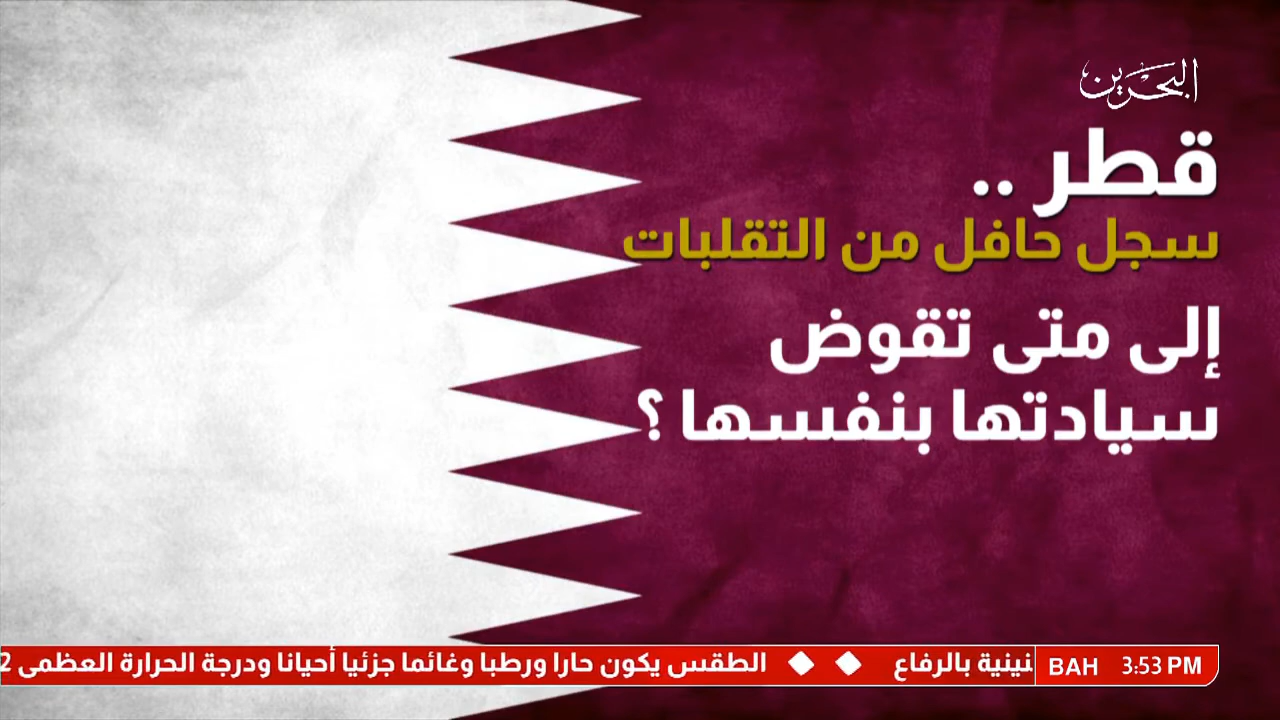 البحرين
قطر ..
سجل حافل من التقلبات
إلى متى تقوض
سيادتها بنفسها ؟
BAH 3:53 PM
بالرفاع ◆ ◆ الطقس يكون حارا ورطبا وغائما جزئيا أحيانا ودرجة الحرارة العظمى